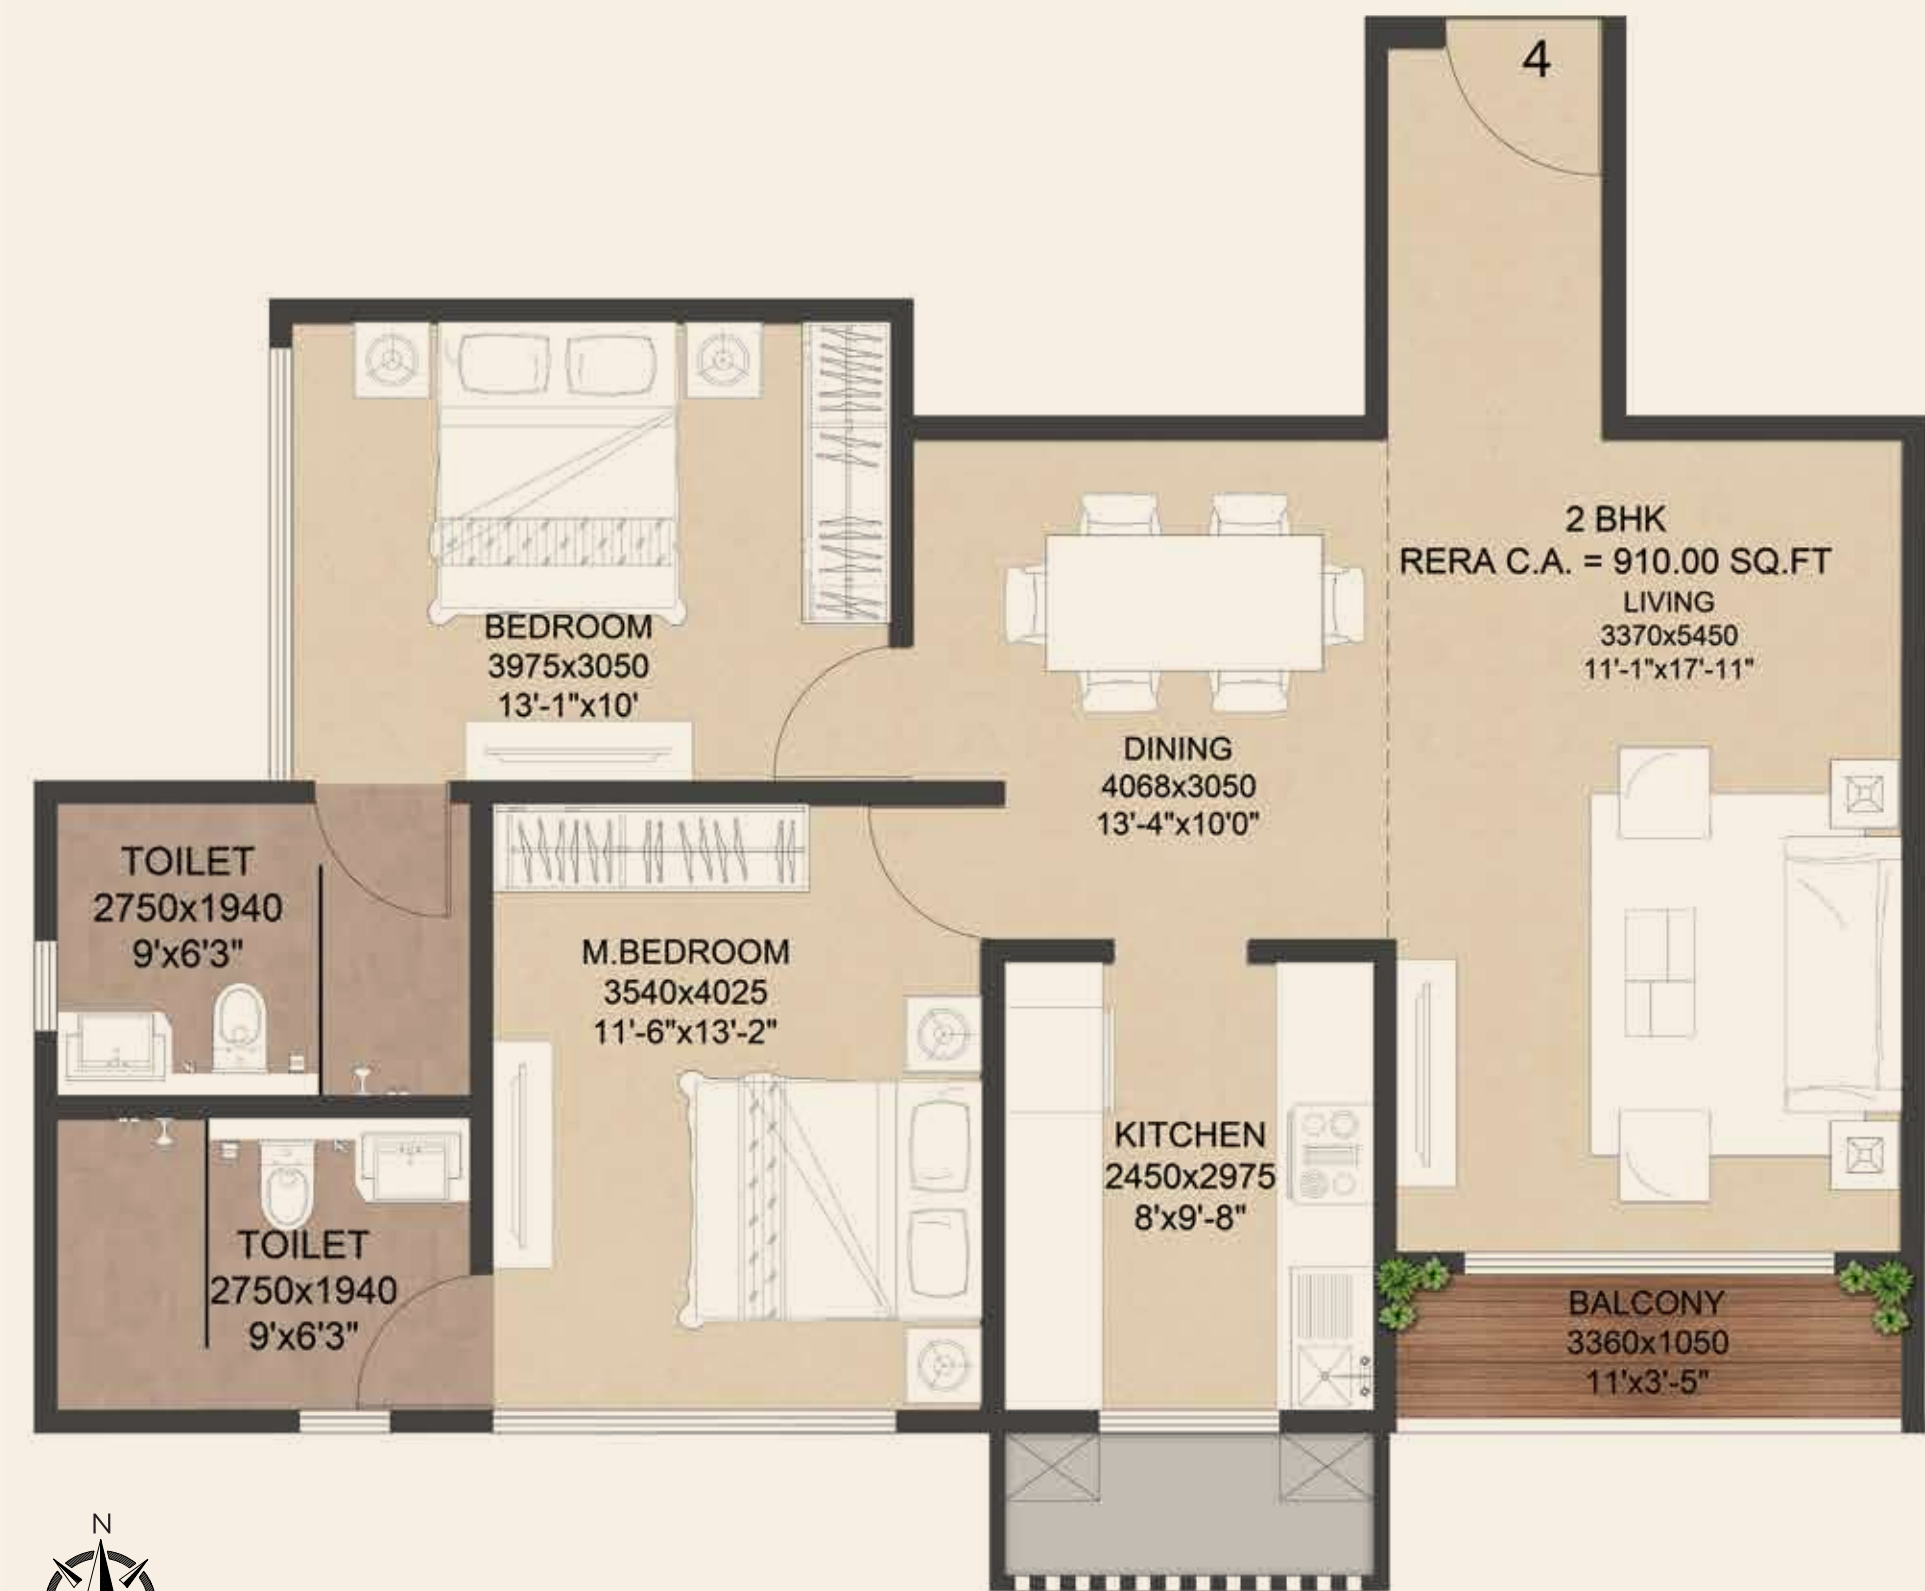 4
2 BHK
RERA C.A. = 910.00 SQ.FT
LIVING
3370x5450
11'-1"x17'-11"
BEDROOM
3975x3050
13'-1"x10'
DINING
4068x3050
13'-4"x10'0"
TOILET
2750x1940
9'x6'3"
M.BEDROOM
3540x4025
11'-6"x13'-2"
KITCHEN
2450x2975
8'x9'-8"
TOILET
2750x1940
9'x6'3"
BALCONY
3360x1050
11'x3'-5"
N